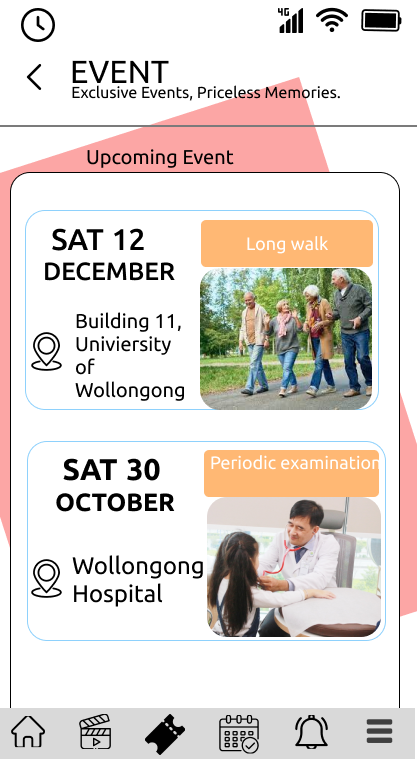 4G
EVENT
Exclusive Events, Priceless Memories.
Upcoming Event
SAT 12
DECEMBER
Long walk
Building 11,
Univiersity
of
Wollongong
SAT 30
OCTOBER
Periodic examination
Wollongong
Hospital